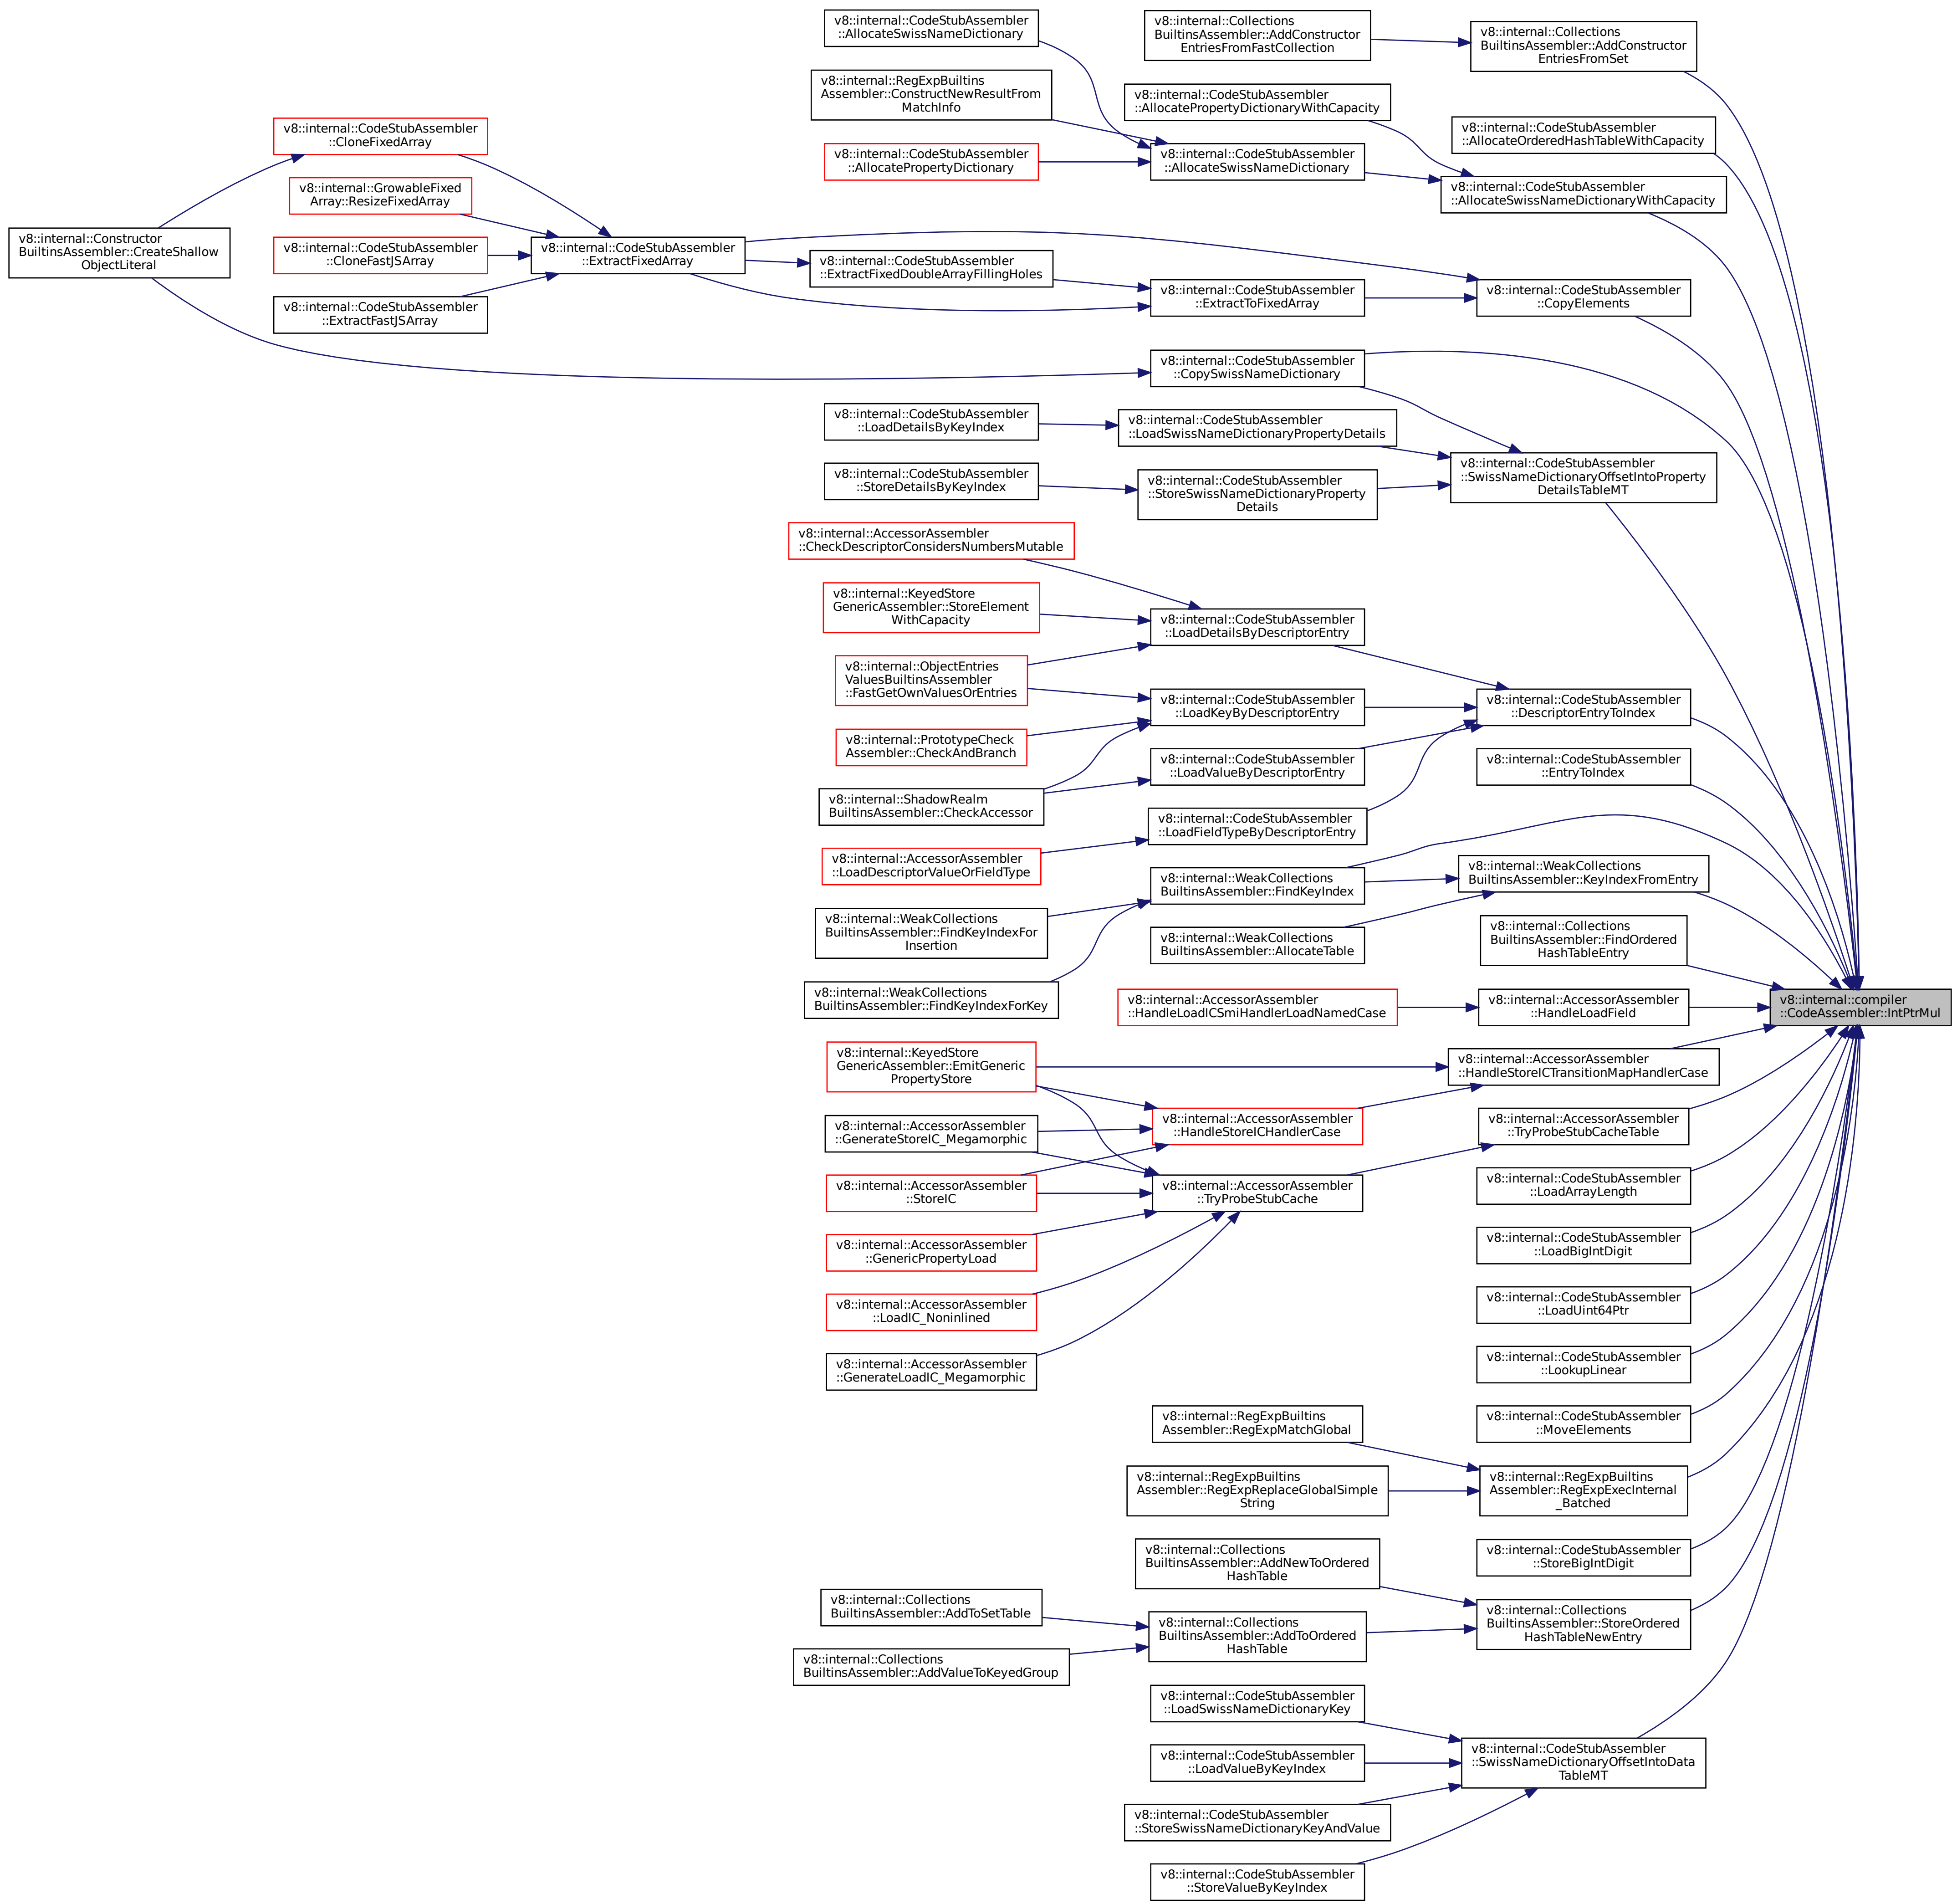 v8::internal::CodeStubAssembler
::AllocateSwissNameDictionary
v8::internal::Collections
BuiltinsAssembler::AddConstructor
EntriesFromFastCollection
v8::internal::Collections
BuiltinsAssembler::AddConstructor
EntriesFromSet
v8::internal::RegExpBuiltins
Assembler::ConstructNewResultFrom
MatchInfo
v8::internal::CodeStubAssembler
::AllocatePropertyDictionaryWithCapacity
v8::internal::CodeStubAssembler
::AllocateOrderedHashTableWithCapacity
v8::internal::CodeStubAssembler
::CloneFixedArray
v8::internal::CodeStubAssembler
::AllocatePropertyDictionary
v8::internal::CodeStubAssembler
::AllocateSwissNameDictionary
v8::internal::CodeStubAssembler
::AllocateSwissNameDictionaryWithCapacity
v8::internal::GrowableFixed
Array::ResizeFixedArray
v8::internal::Constructor
BuiltinsAssembler::CreateShallow
ObjectLiteral
v8::internal::CodeStubAssembler
::CloneFastJSArray
v8::internal::CodeStubAssembler
::ExtractFixedArray
v8::internal::CodeStubAssembler
::ExtractFixedDoubleArrayFillingHoles
v8::internal::CodeStubAssembler
::ExtractToFixedArray
v8::internal::CodeStubAssembler
::CopyElements
v8::internal::CodeStubAssembler
::ExtractFastJSArray
v8::internal::CodeStubAssembler
::CopySwissNameDictionary
v8::internal::CodeStubAssembler
::LoadDetailsByKeyIndex
v8::internal::CodeStubAssembler
::LoadSwissNameDictionaryPropertyDetails
v8::internal::CodeStubAssembler
::SwissNameDictionaryOffsetIntoProperty
DetailsTableMT
v8::internal::CodeStubAssembler
::StoreDetailsByKeyIndex
v8::internal::CodeStubAssembler
::StoreSwissNameDictionaryProperty
Details
v8::internal::AccessorAssembler
::CheckDescriptorConsidersNumbersMutable
v8::internal::KeyedStore
GenericAssembler::StoreElement
WithCapacity
v8::internal::CodeStubAssembler
::LoadDetailsByDescriptorEntry
v8::internal::ObjectEntries
ValuesBuiltinsAssembler
::FastGetOwnValuesOrEntries
v8::internal::CodeStubAssembler
::LoadKeyByDescriptorEntry
v8::internal::CodeStubAssembler
::DescriptorEntryToIndex
v8::internal::PrototypeCheck
Assembler::CheckAndBranch
v8::internal::CodeStubAssembler
::LoadValueByDescriptorEntry
v8::internal::CodeStubAssembler
::EntryToIndex
v8::internal::ShadowRealm
BuiltinsAssembler::CheckAccessor
v8::internal::CodeStubAssembler
::LoadFieldTypeByDescriptorEntry
v8::internal::AccessorAssembler
::LoadDescriptorValueOrFieldType
v8::internal::WeakCollections
BuiltinsAssembler::FindKeyIndex
v8::internal::WeakCollections
BuiltinsAssembler::KeyIndexFromEntry
v8::internal::WeakCollections
BuiltinsAssembler::FindKeyIndexFor
Insertion
v8::internal::WeakCollections
BuiltinsAssembler::AllocateTable
v8::internal::Collections
BuiltinsAssembler::FindOrdered
HashTableEntry
v8::internal::WeakCollections
BuiltinsAssembler::FindKeyIndexForKey
v8::internal::AccessorAssembler
::HandleLoadICSmiHandlerLoadNamedCase
v8::internal::AccessorAssembler
::HandleLoadField
v8::internal::compiler
::CodeAssembler::IntPtrMul
v8::internal::KeyedStore
GenericAssembler::EmitGeneric
PropertyStore
v8::internal::AccessorAssembler
::HandleStoreICTransitionMapHandlerCase
v8::internal::AccessorAssembler
::GenerateStoreIC_Megamorphic
v8::internal::AccessorAssembler
::HandleStoreICHandlerCase
v8::internal::AccessorAssembler
::TryProbeStubCacheTable
v8::internal::AccessorAssembler
::StoreIC
v8::internal::AccessorAssembler
::TryProbeStubCache
v8::internal::CodeStubAssembler
::LoadArrayLength
v8::internal::AccessorAssembler
::GenericPropertyLoad
v8::internal::CodeStubAssembler
::LoadBigIntDigit
v8::internal::AccessorAssembler
::LoadIC_Noninlined
v8::internal::CodeStubAssembler
::LoadUint64Ptr
v8::internal::AccessorAssembler
::GenerateLoadIC_Megamorphic
v8::internal::CodeStubAssembler
::LookupLinear
v8::internal::RegExpBuiltins
Assembler::RegExpMatchGlobal
v8::internal::CodeStubAssembler
::MoveElements
v8::internal::RegExpBuiltins
Assembler::RegExpReplaceGlobalSimple
String
v8::internal::RegExpBuiltins
Assembler::RegExpExecInternal
_Batched
v8::internal::Collections
BuiltinsAssembler::AddNewToOrdered
HashTable
v8::internal::CodeStubAssembler
::StoreBigIntDigit
v8::internal::Collections
BuiltinsAssembler::AddToSetTable
v8::internal::Collections
BuiltinsAssembler::AddToOrdered
HashTable
v8::internal::Collections
BuiltinsAssembler::StoreOrdered
HashTableNewEntry
v8::internal::Collections
BuiltinsAssembler::AddValueToKeyedGroup
v8::internal::CodeStubAssembler
::LoadSwissNameDictionaryKey
v8::internal::CodeStubAssembler
::LoadValueByKeyIndex
v8::internal::CodeStubAssembler
::SwissNameDictionaryOffsetIntoData
TableMT
v8::internal::CodeStubAssembler
::StoreSwissNameDictionaryKeyAndValue
v8::internal::CodeStubAssembler
::StoreValueByKeyIndex